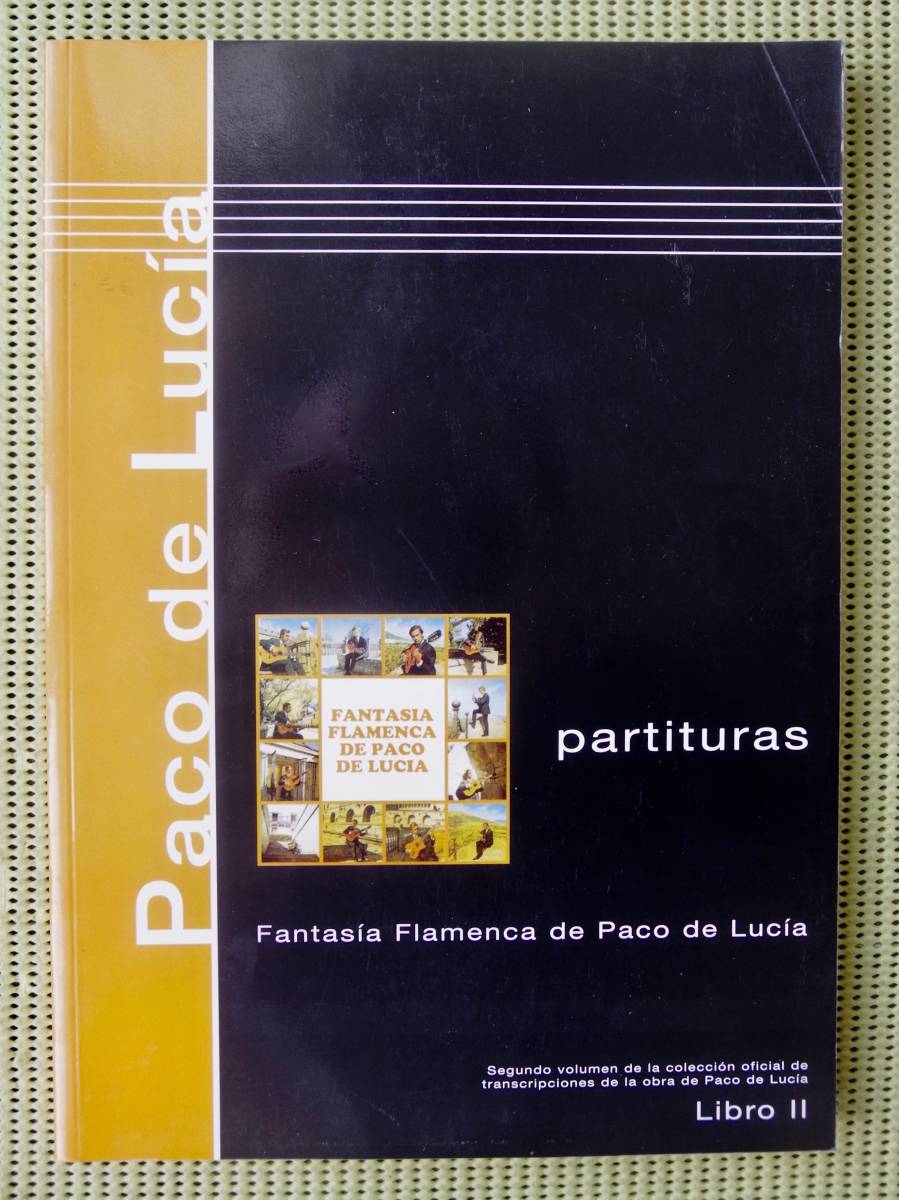 Paco de Lucía
FANTASIA
FLAMENCA
DE PACO
DE LUCIA
partituras
Fantasía Flamenca de Paco de Lucía
Segundo volumen de la colección oficial de
transcripciones de la obra de Paco de Lucía
Libro II